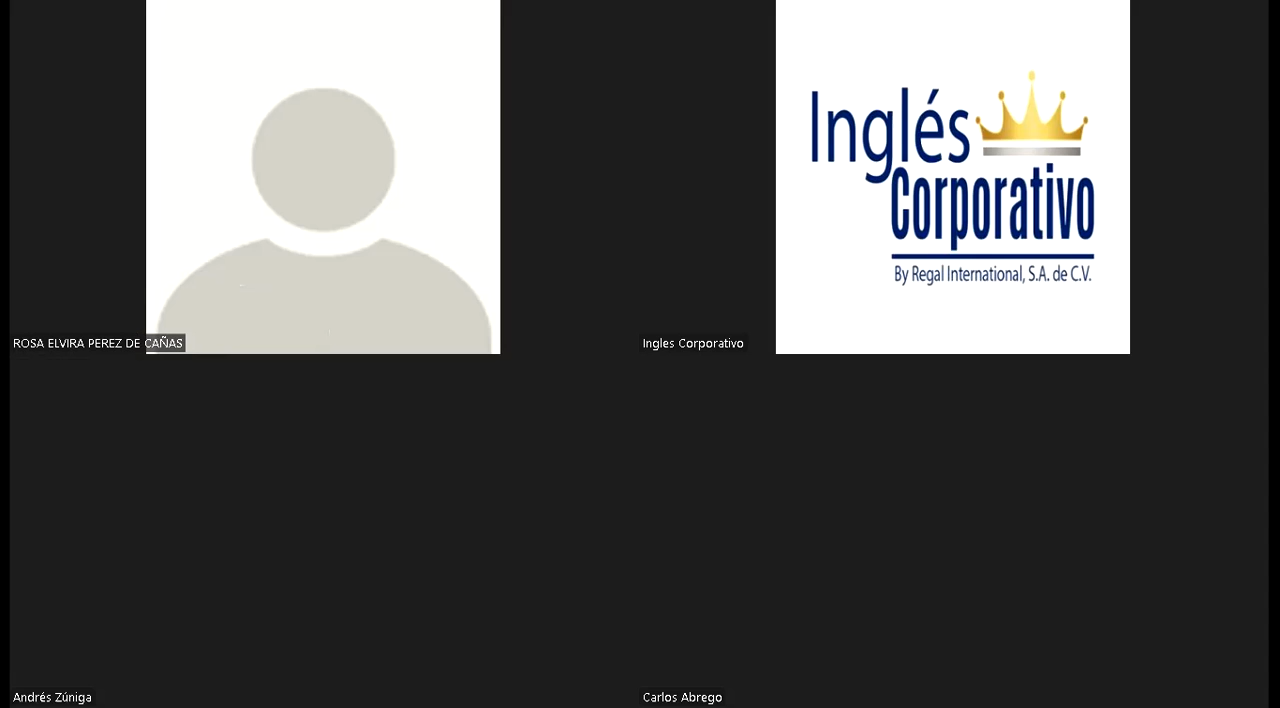 Inglés
Corporativo
By Regal International, S.A. de C.V.
ROSA ELVIRA PEREZ DE CAÑAS
Ingles Corporativo
Andrés Zúniga
Carlos Abrego